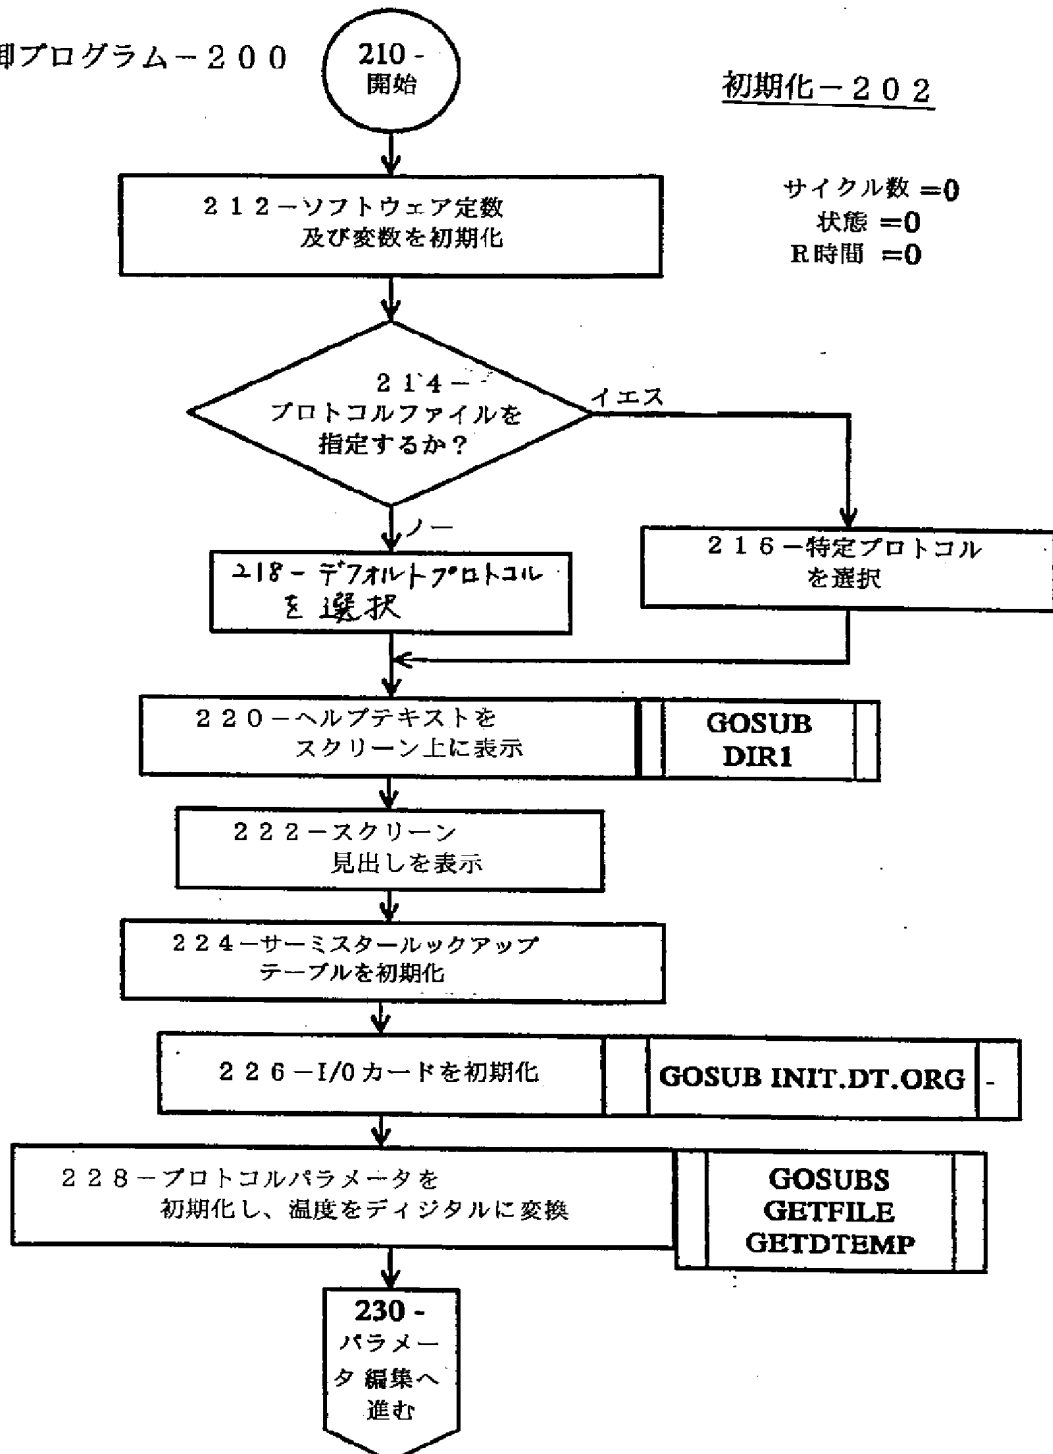 御プログラム－２００
210 -
開始
初期化－２０２
サイクル数 =0
状態 =0
R時間 =0
２１２－ソフトウェア定数
及び変数を初期化
２１４－
プロトコルファイルを
指定するか？
イエス
ノー
２１６－特定プロトコル
を選択
218 - デフォルトプロトコル
を選択
２２０－ヘルプテキストを
スクリーン上に表示
GOSUB
DIR1
２２２－スクリーン
見出しを表示
２２４－サーミスタールックアップ
テーブルを初期化
２２６－I/0カードを初期化
GOSUB INIT.DT.ORG
２２８－プロトコルパラメータを
初期化し、温度をディジタルに変換
GOSUBS
GETFILE
GETDTEMP
230 -
パラメー
タ編集へ
進む